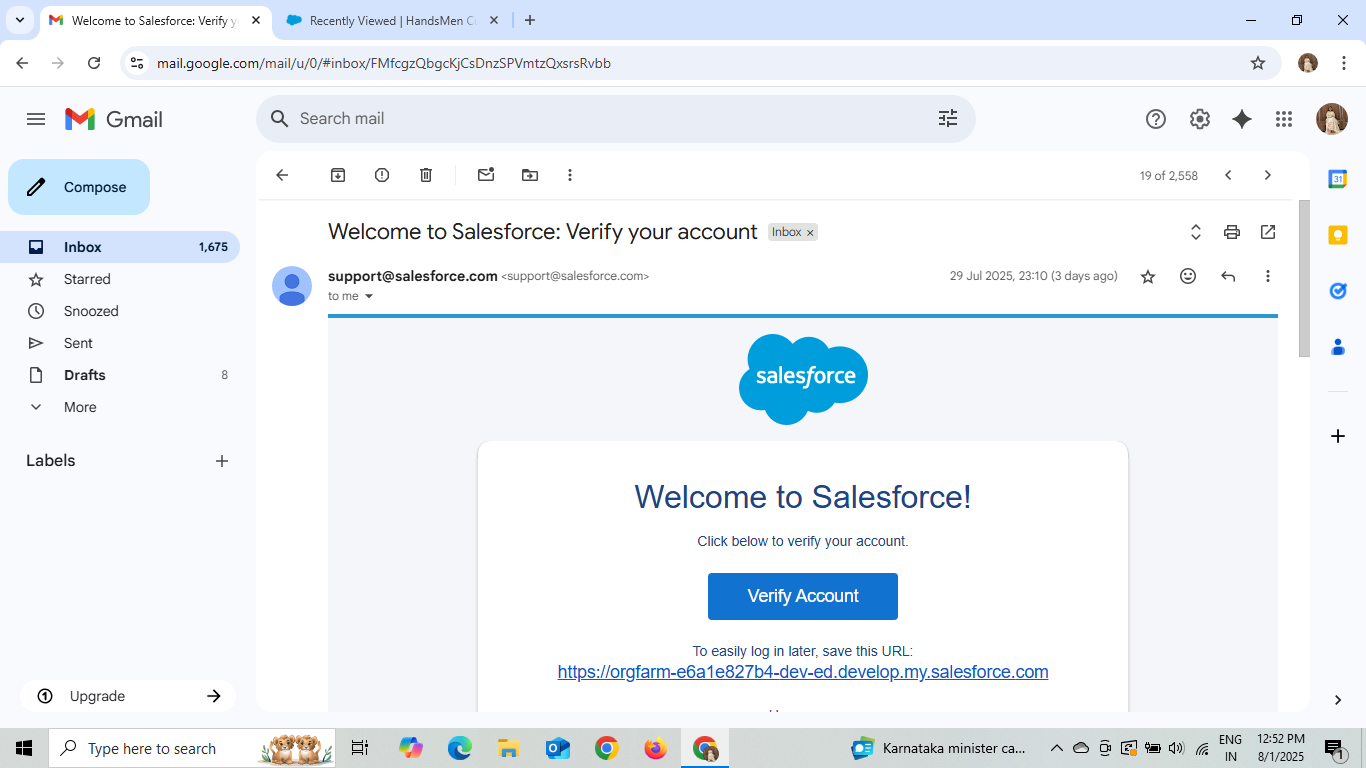 Welcome to Salesforce: Verify y
Recently Viewed | HandsMen C
mail.google.com/mail/u/0/#inbox/FMfcgzQbgcKjCsDnzSPVmtzQxsrsRvbb
Gmail
Search mail
Compose
19 of 2,558
Inbox 1,675
Starred
Snoozed
Sent
Drafts 8
More
Labels
Upgrade
Welcome to Salesforce: Verify your account Inbox x
support@salesforce.com <support@salesforce.com> 29 Jul 2025, 23:10 (3 days ago)
to me
salesforce
Welcome to Salesforce!
Click below to verify your account.
Verify Account
To easily log in later, save this URL:
https://orgfarm-e6a1e827b4-dev-ed.develop.my.salesforce.com
31
Type here to search
Karnataka minister ca...
ENG
IN
12:52 PM
8/1/2025
1